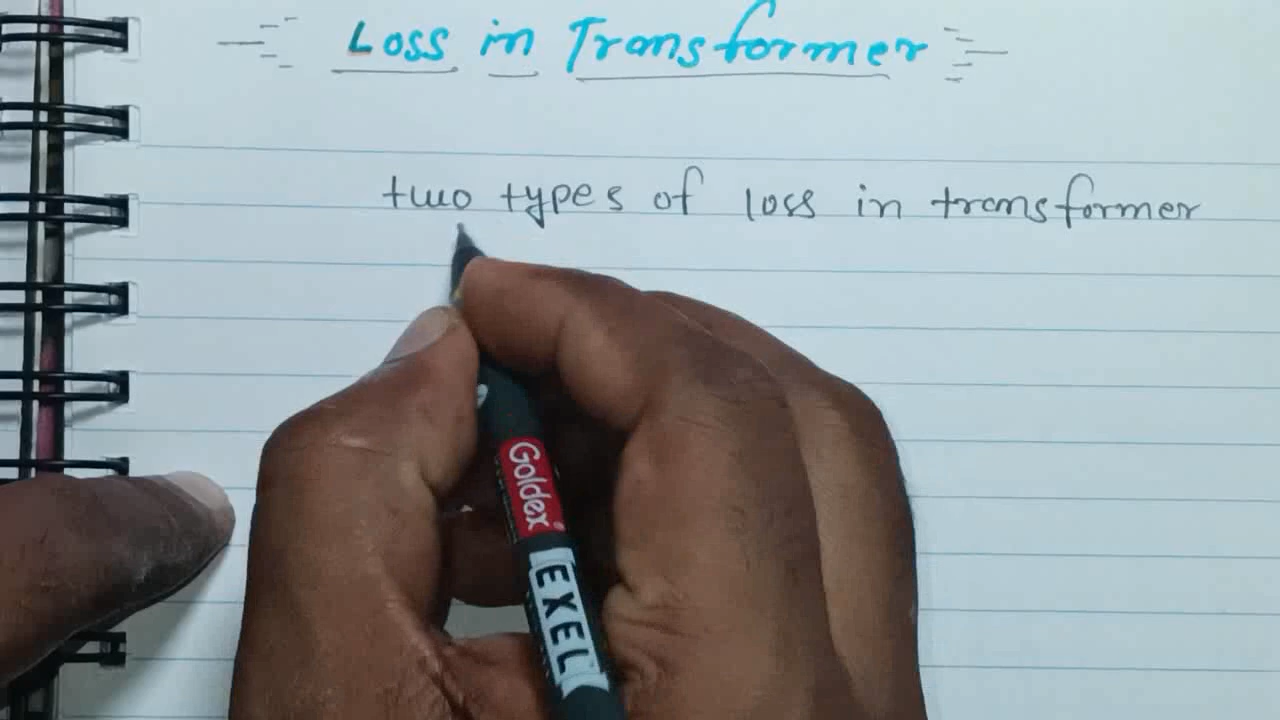 Loss in Transformer
two types of loss in transformer
Goldex
EXEL